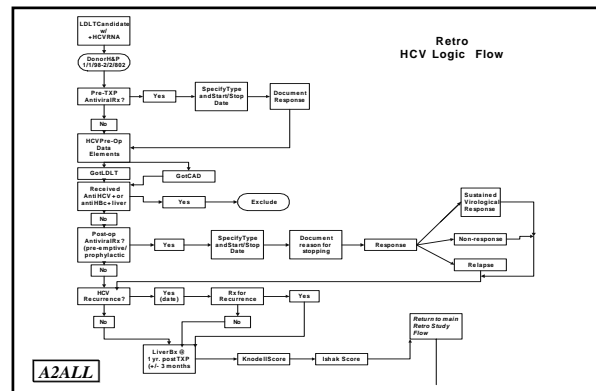 Retro
HCV Logic Flow
LDLTCandidate
w/
+HCVRNA
DonorH&P
1/1/98-2/2/802
Pre-TXP
AntiviralRx?
Yes
SpecifyType
andStart/Stop
Date
Document
Response
No
HCVPre-Op
Data
Elements
GotLDLT
GotCAD
Received
AntiHCV+or
antiHBc+liver
Yes
Exclude
No
Post-op
AntiviralRx?
(pre-emptive/
prophylactic
Yes
SpecifyType
andStart/Stop
Date
Document
reason for
stopping
Response
Sustained
Virological
Response
Non-response
Relapse
No
HCV
Recurrence?
Yes
(date)
Rx for
Recurrence
Yes
No
No
LiverBx @
1 yr. postTXP
(+/- 3 months
KnodellScore
Ishak Score
Return to main
Retro Study
Flow
A2ALL